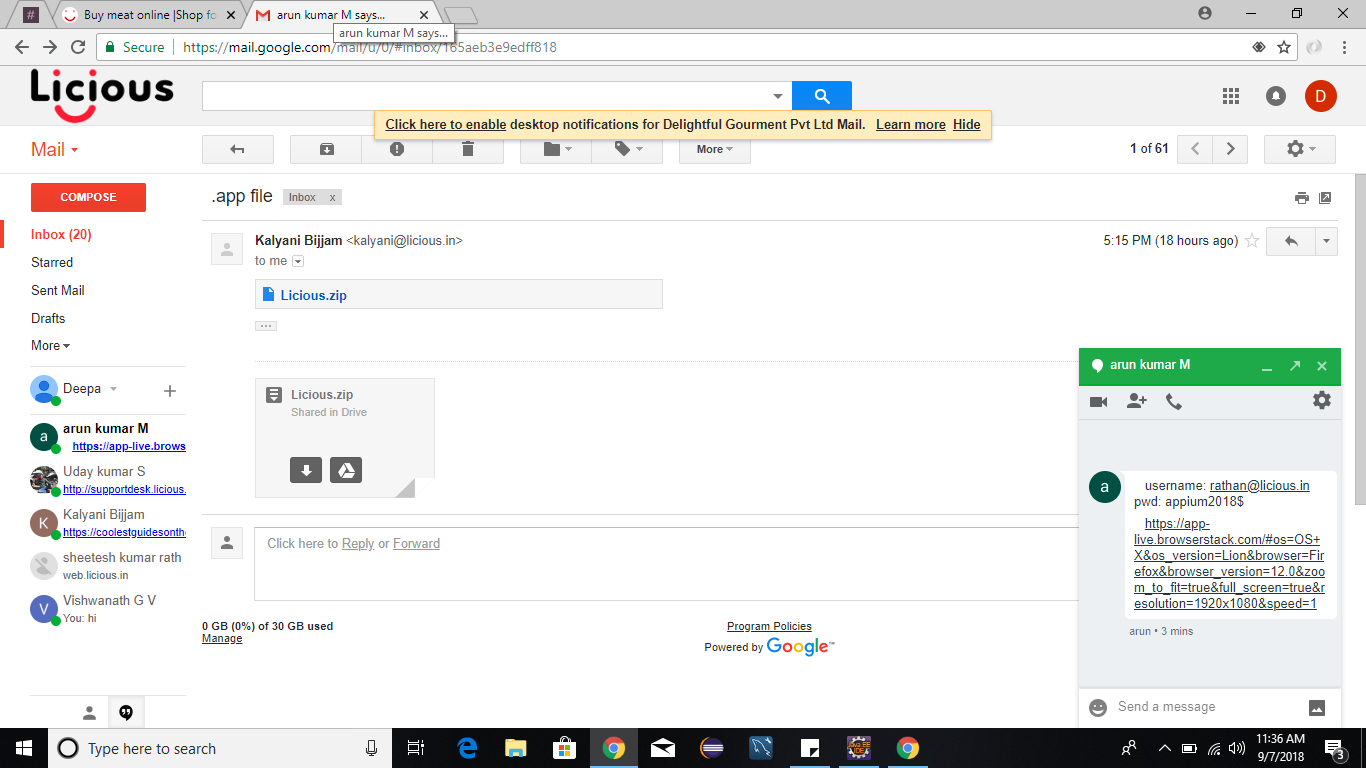 #
Buy meat online |Shop fo
arun kumar M says...
arun kumar M says...
Secure
https://mail.google.com/mail/u/0/#inbox/165aeb3e9edff818
Licious
D
Click here to enable desktop notifications for Delightful Gourment Pvt Ltd Mail. Learn more Hide
Mail
More
1 of 61
COMPOSE
Inbox (20)
Starred
Sent Mail
Drafts
More
Deepa
a
arun kumar M
https://app-live.brows
Uday kumar S
http://supportdesk.licious.
K
Kalyani Bijjam
https://coolestguidesonthe
sheetesh kumar rath
web.licious.in
V
Vishwanath G V
You: hi
.app file
Inbox x
Kalyani Bijjam <kalyani@licious.in>
5:15 PM (18 hours ago)
to me
Licious.zip
...
Licious.zip
Shared in Drive
Click here to Reply or Forward
0 GB (0%) of 30 GB used
Manage
Program Policies
Powered by Google™
arun kumar M
a
username: rathan@licious.in
pwd: appium2018$
https://app-
live.browserstack.com/#os=OS+
X&os_version=Lion&browser=Fir
efox&browser_version=12.0&zoo
m_to_fit=true&full_screen=true&r
esolution=1920x1080&speed=1
arun • 3 mins
Send a message
Type here to search
11:36 AM
9/7/2018
3